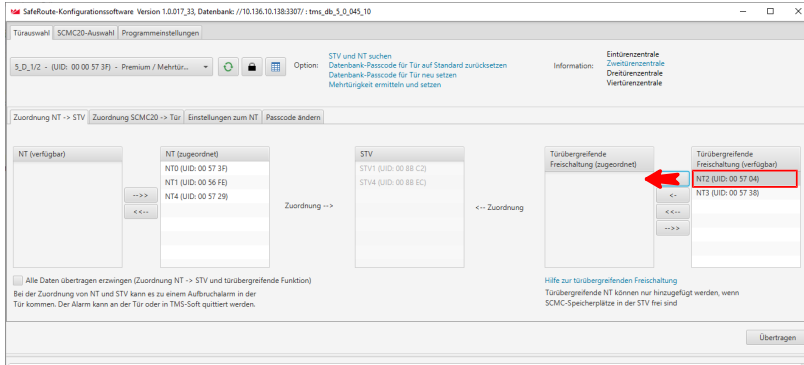 SafeRoute-Konfigurationssoftware Version 1.0.017_33, Datenbank: //10.136.10.138:3307/ : tms_db_5_0_045_10
Türauswahl SCMC20-Auswahl Programmeinstellungen
5_D_1/2 - (UID: 00 00 57 3F) - Premium / Mehrtür...
Option:
STV und NT suchen
Datenbank-Passcode für Tür auf Standard zurücksetzen
Datenbank-Passcode für Tür neu setzen
Mehrtürigkeit ermitteln und setzen
Information:
Eintürenzentrale
Zweitürenzentrale
Dreitürenzentrale
Viertürenzentrale
Zuordnung NT -> STV Zuordnung SCMC20 -> Tür Einstellungen zum NT Passcode ändern
NT (verfügbar)
-->>
<<--
NT (zugeordnet)
NT0 (UID: 00 57 3F)
NT1 (UID: 00 56 FE)
NT4 (UID: 00 57 29)
Zuordnung -->
STV
STV1 (UID: 00 8B C2)
STV4 (UID: 00 8B EC)
<-- Zuordnung
Türübergreifende
Freischaltung (zugeordnet)
<-
<<--
-->>
Türübergreifende
Freischaltung (verfügbar)
NT2 (UID: 00 57 04)
NT3 (UID: 00 57 38)
Alle Daten übertragen erzwingen (Zuordnung NT -> STV und türübergreifende Funktion)
Bei der Zuordnung von NT und STV kann es zu einem Aufbruchalarm in der
Tür kommen. Der Alarm kann an der Tür oder in TMS-Soft quittiert werden.
Hilfe zur türübergreifenden Freischaltung
Türübergreifende NT können nur hinzugefügt werden, wenn
SCMC-Speicherplätze in der STV frei sind
Übertragen